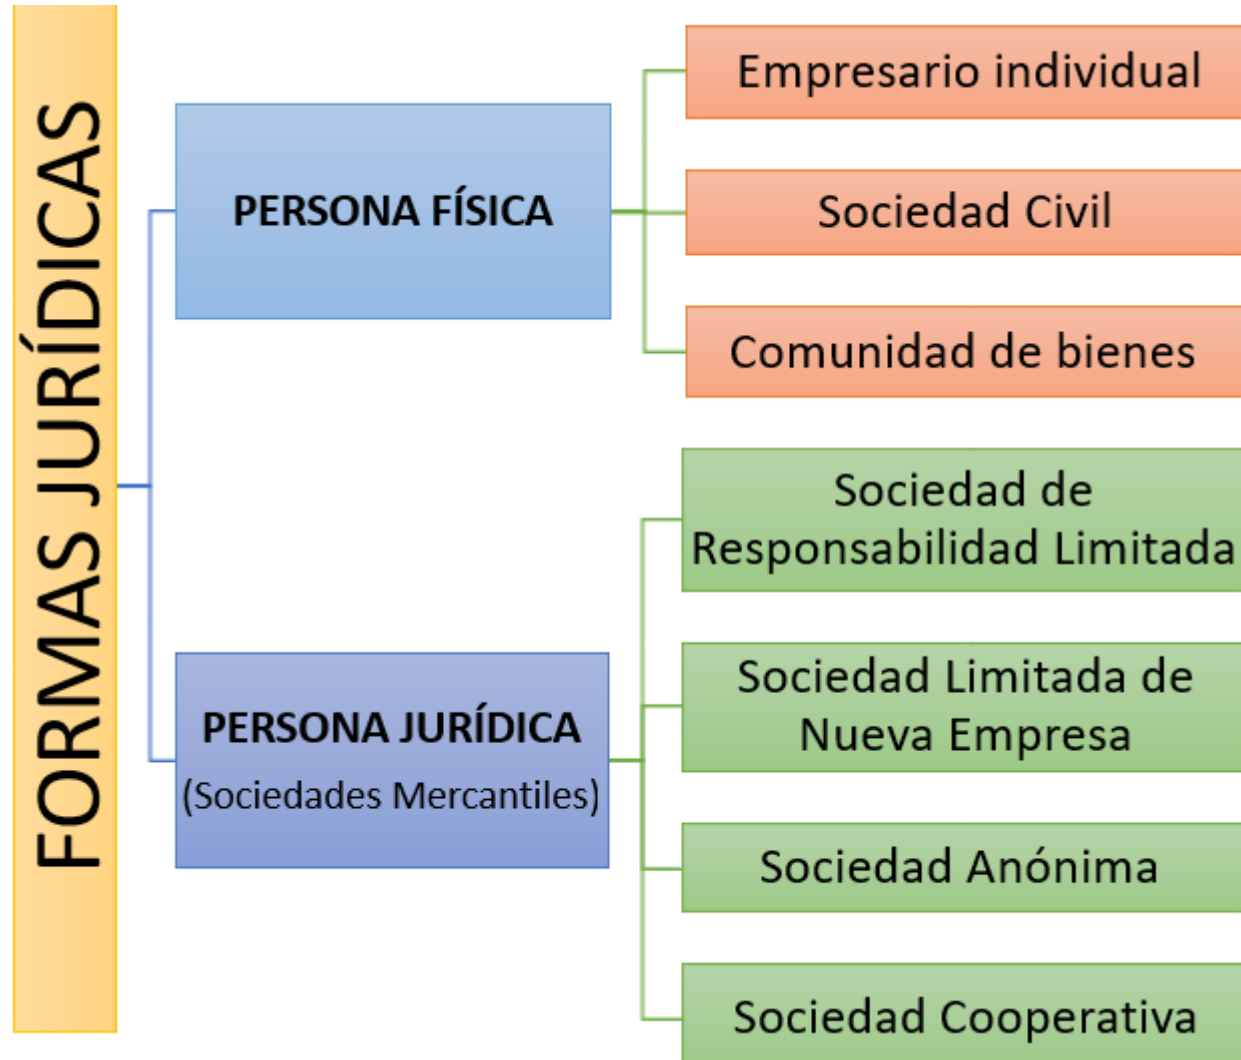 FORMAS JURÍDICAS
PERSONA FÍSICA
Empresario individual
Sociedad Civil
Comunidad de bienes
PERSONA JURÍDICA
(Sociedades Mercantiles)
Sociedad de
Responsabilidad Limitada
Sociedad Limitada de
Nueva Empresa
Sociedad Anónima
Sociedad Cooperativa